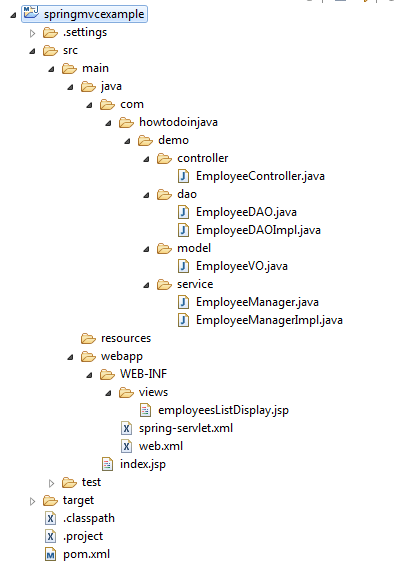 springmvcexample
.settings
src
main
java
com
howtodoinjava
demo
controller
EmployeeController.java
dao
EmployeeDAO.java
EmployeeDAOImpl.java
model
EmployeeVO.java
service
EmployeeManager.java
EmployeeManagerImpl.java
resources
webapp
WEB-INF
views
employeesListDisplay.jsp
spring-servlet.xml
web.xml
index.jsp
test
target
.classpath
.project
pom.xml